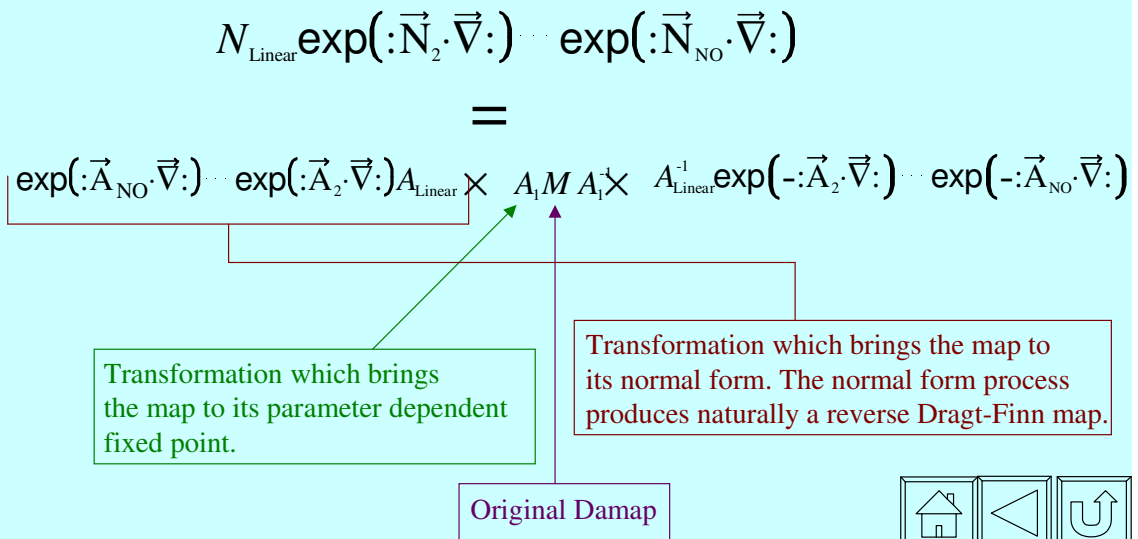 N_Linear exp(:N⃗_2·∇⃗:) ··· exp(:N⃗_NO·∇⃗:)
=
exp(:A⃗_NO·∇⃗:) ··· exp(:A⃗_2·∇⃗:)A_Linear × A_1 M A_1^-1 × A_Linear^-1 exp(-:A⃗_2·∇⃗:) ··· exp(-:A⃗_NO·∇⃗:)
Transformation which brings
the map to its parameter dependent
fixed point.
Transformation which brings the map to
its normal form. The normal form process
produces naturally a reverse Dragt-Finn map.
Original Damap